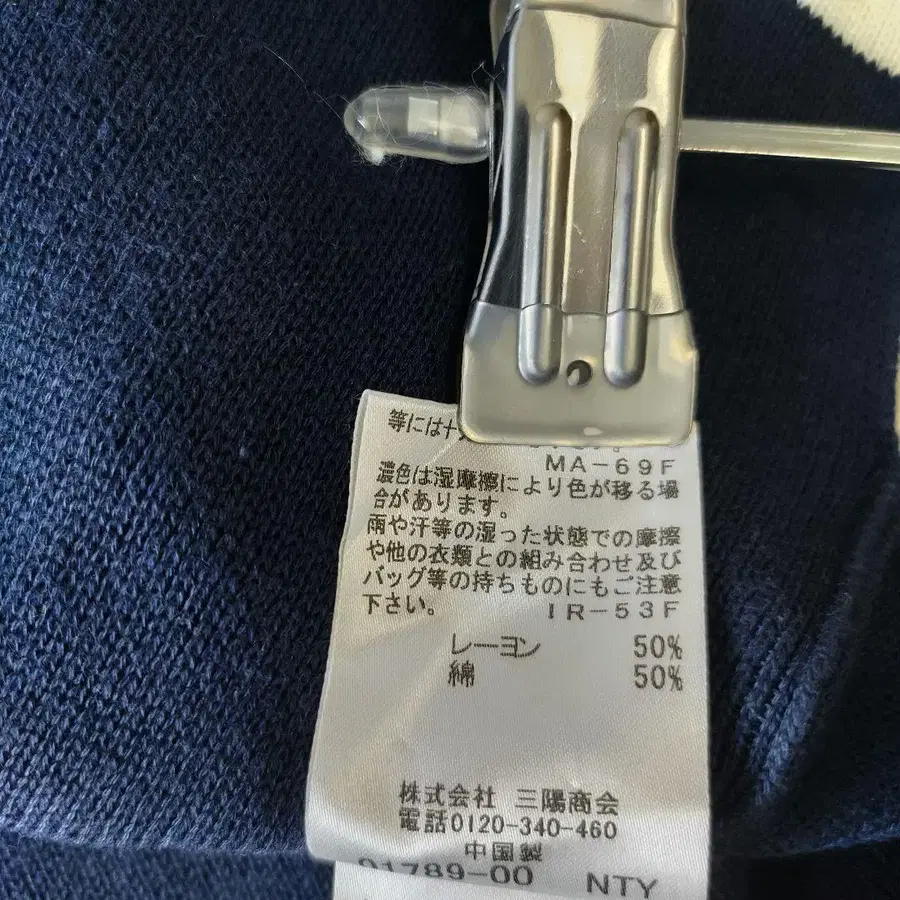 等には十
MA-69F
濃色は湿摩擦により色が移る場
合があります。
雨や汗等の湿った状態での摩擦
や他の衣類との組み合わせ及び
バッグ等の持ちものにもご注意
下さい。 IR-53F
レーヨン 50%
綿 50%
株式会社 三陽商会
電話0120-340-460
中国製
01789-00 NTY